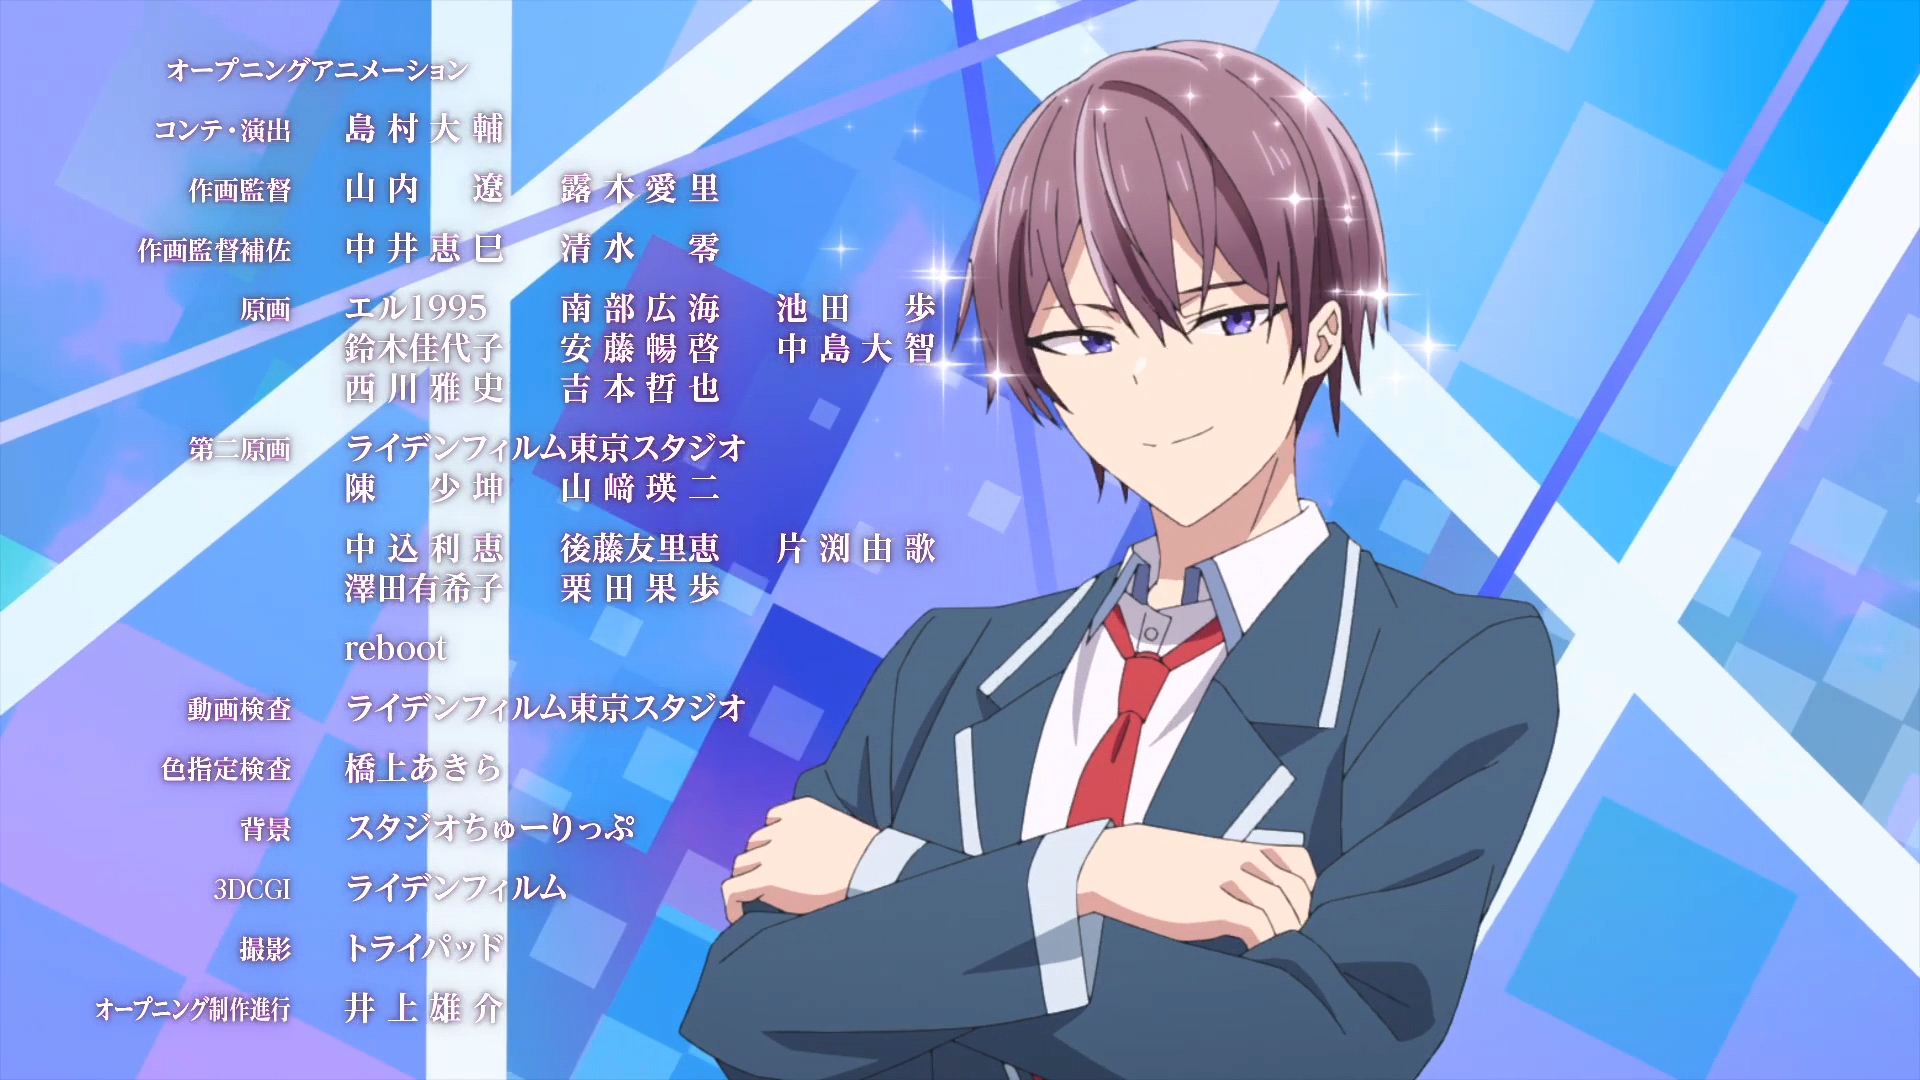 オープニングアニメーション
コンテ・演出 島村大輔
作画監督 山内 遼 露木愛里
作画監督補佐 中井恵巳 清水 零
原画 エル1995 南部広海 池田 歩
鈴木佳代子 安藤暢啓 中島大智
西川雅史 吉本哲也
第二原画 ライデンフィルム東京スタジオ
陳 少坤 山﨑瑛二
中込利恵 後藤友里恵 片渕由歌
澤田有希子 栗田果歩
reboot
動画検査 ライデンフィルム東京スタジオ
色指定検査 橋上あきら
背景 スタジオちゅーりっぷ
3DCGI ライデンフィルム
撮影 トライパッド
オープニング制作進行 井上雄介